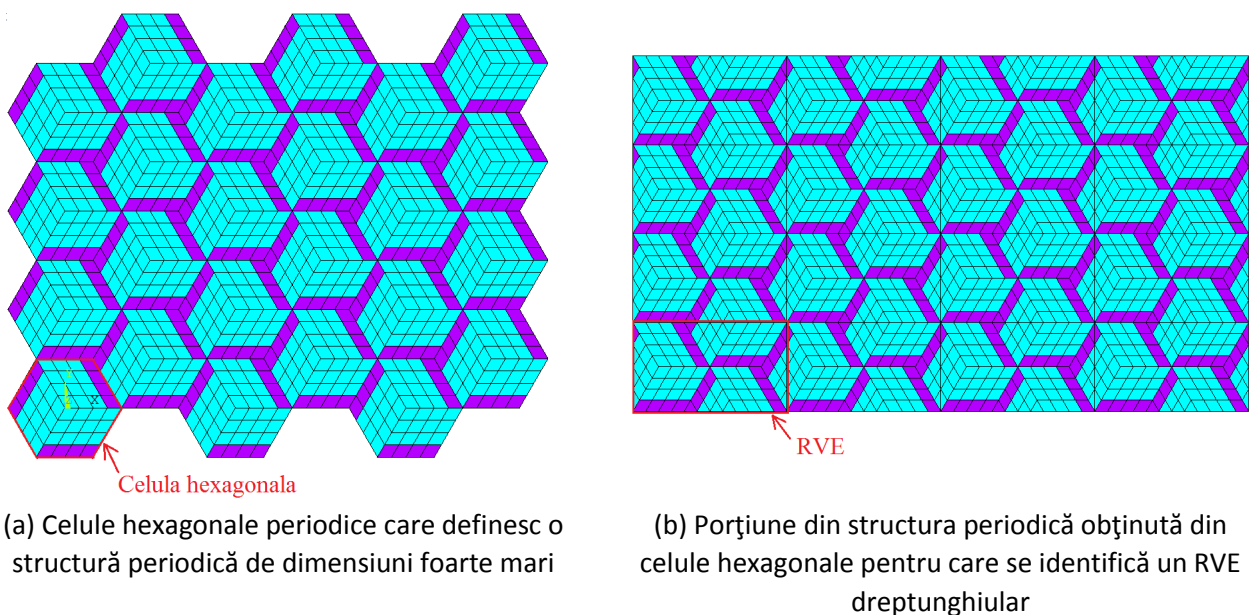 Celula hexagonala
RVE
(a) Celule hexagonale periodice care definesc o
structură periodică de dimensiuni foarte mari
(b) Porţiune din structura periodică obţinută din
celule hexagonale pentru care se identifică un RVE
dreptunghiular